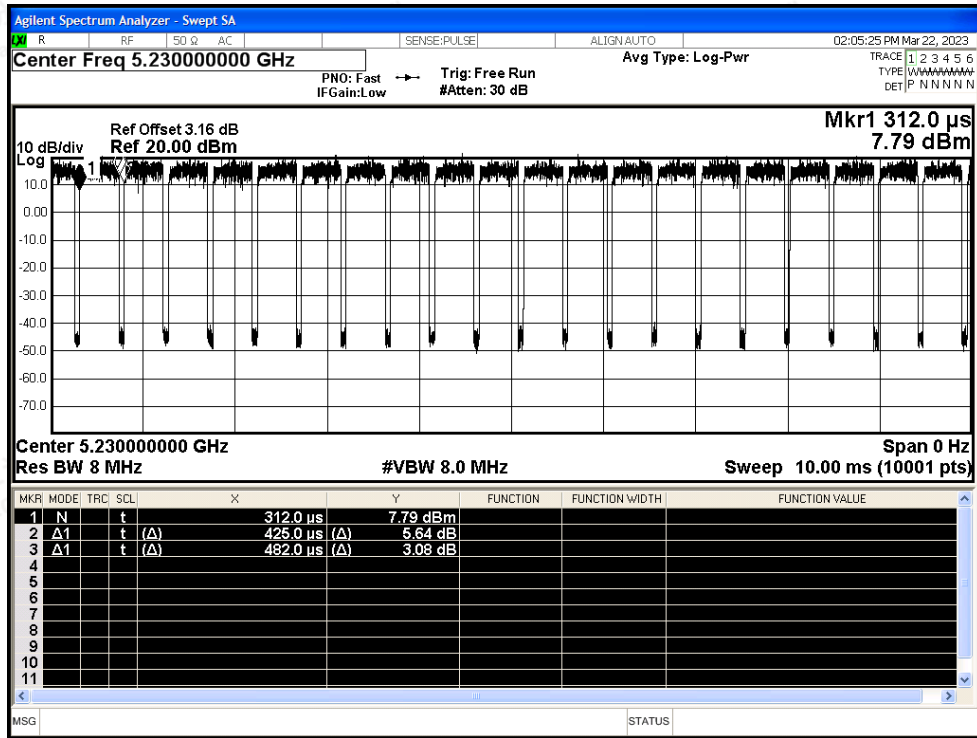 Agilent Spectrum Analyzer - Swept SA
LXI R RF 50 Ω AC SENSE:PULSE ALIGN AUTO 02:05:25 PM Mar 22, 2023
Center Freq 5.230000000 GHz Avg Type: Log-Pwr TRACE 1 2 3 4 5 6
PNO: Fast Trig: Free Run TYPE WWWWWW
IFGain:Low #Atten: 30 dB DET P N N N N N
Mkr1 312.0 µs
Ref Offset 3.16 dB
10 dB/div Ref 20.00 dBm 7.79 dBm
Log
1
10.0
0.00
-10.0
-20.0
-30.0
-40.0
-50.0
-60.0
-70.0
Center 5.230000000 GHz Span 0 Hz
Res BW 8 MHz #VBW 8.0 MHz Sweep 10.00 ms (10001 pts)
MKR MODE TRC SCL X Y FUNCTION FUNCTION WIDTH FUNCTION VALUE
1 N t 312.0 µs 7.79 dBm
2 Δ1 t (Δ) 425.0 µs (Δ) 5.64 dB
3 Δ1 t (Δ) 482.0 µs (Δ) 3.08 dB
4
5
6
7
8
9
10
11
MSG STATUS